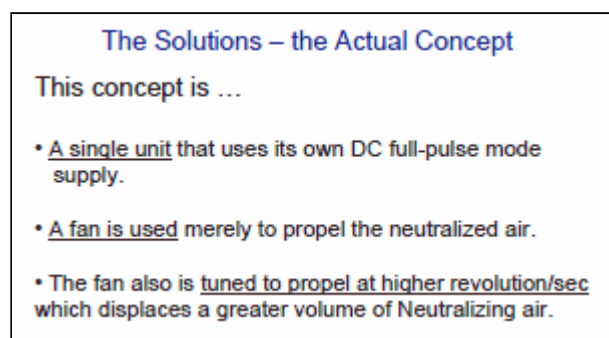 The Solutions – the Actual Concept
This concept is …
• A single unit that uses its own DC full-pulse mode
supply.
• A fan is used merely to propel the neutralized air.
• The fan also is tuned to propel at higher revolution/sec
which displaces a greater volume of Neutralizing air.